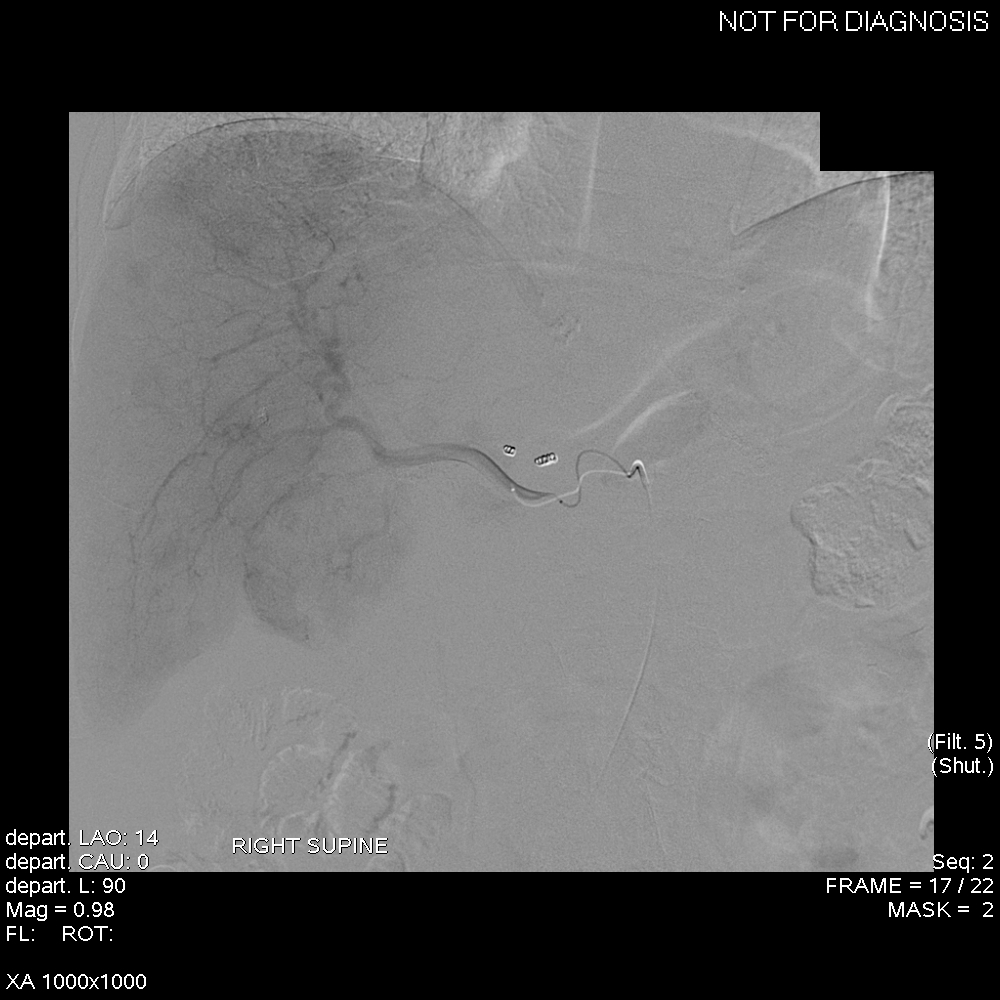 NOT FOR DIAGNOSIS
(Filt. 5)
(Shut.)
depart. LAO: 14
depart. CAU: 0
depart. L: 90
Mag = 0.98
FL: ROT:
XA 1000x1000
RIGHT SUPINE
Seq: 2
FRAME = 17 / 22
MASK = 2